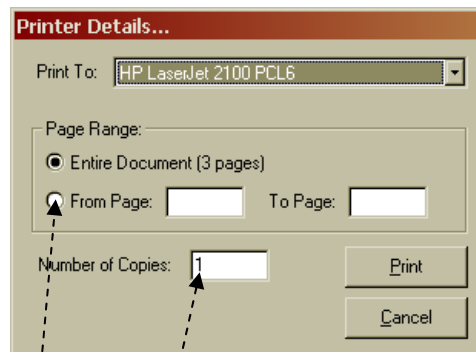 Printer Details...
Print To: HP LaserJet 2100 PCL6
Page Range:
Entire Document (3 pages)
From Page: To Page:
Number of Copies: 1 Print
Cancel